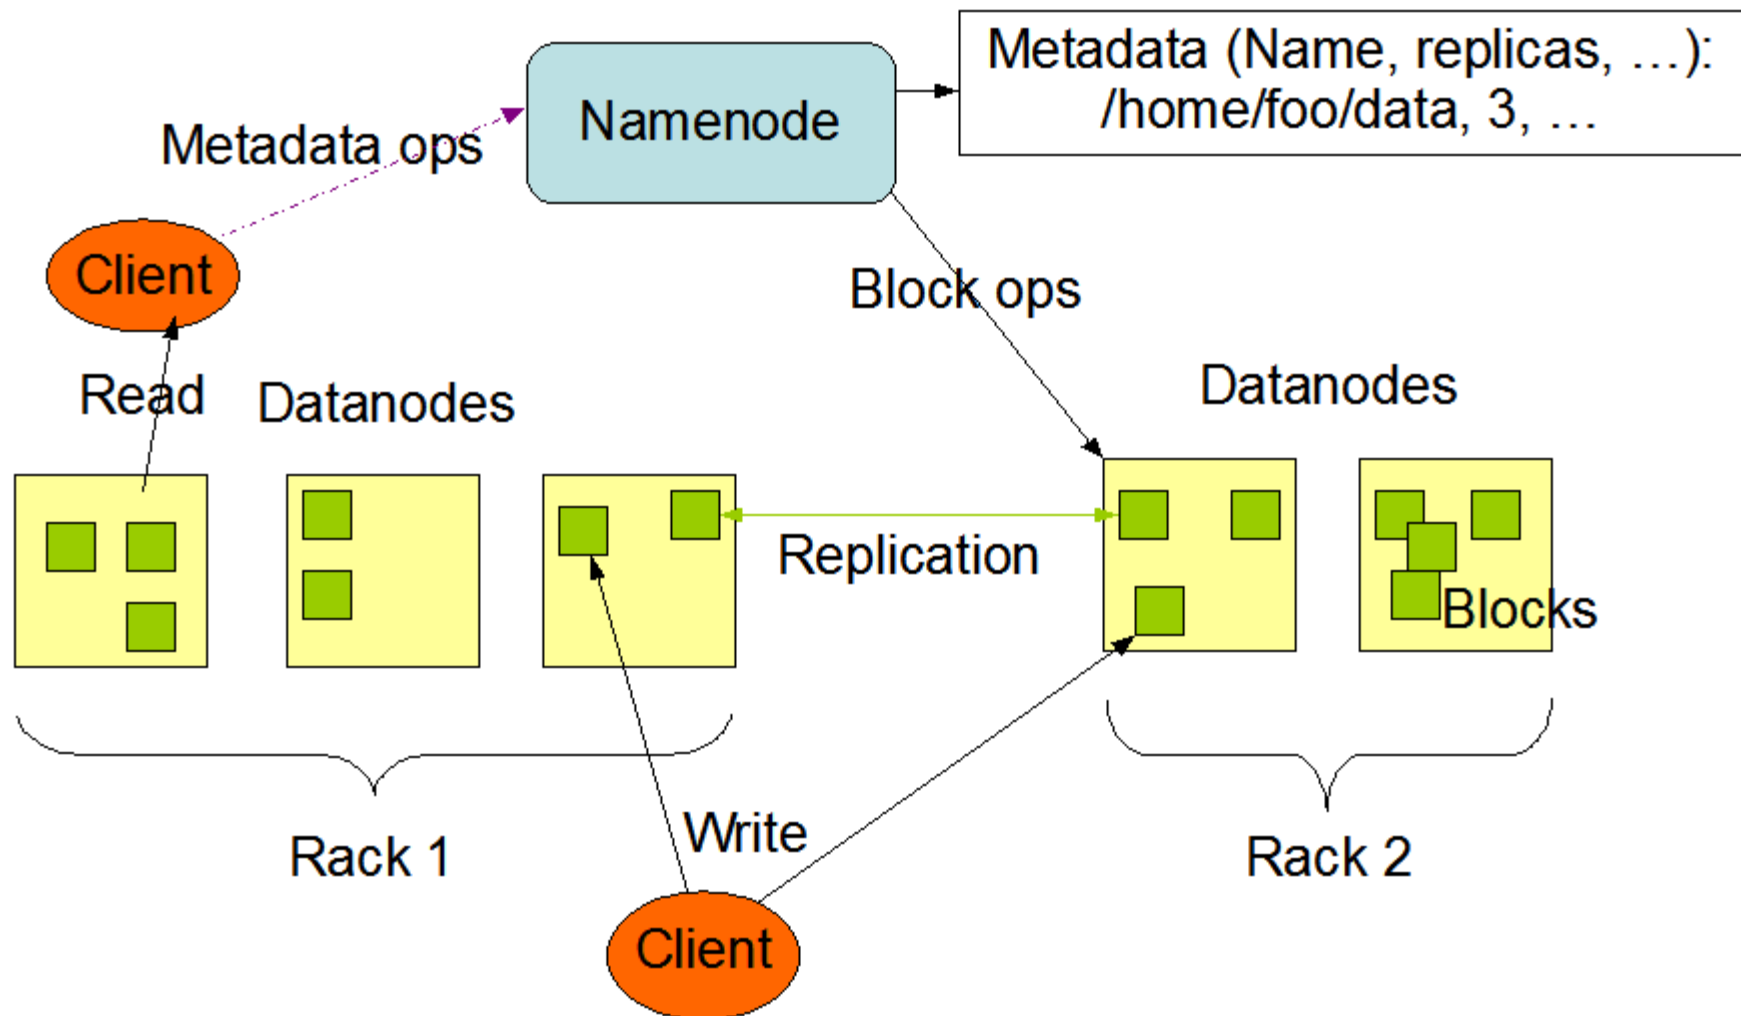 Metadata (Name, replicas, …):
/home/foo/data, 3, …
Namenode
Metadata ops
Client
Block ops
Read
Datanodes
Datanodes
Replication
Blocks
Rack 1
Write
Rack 2
Client